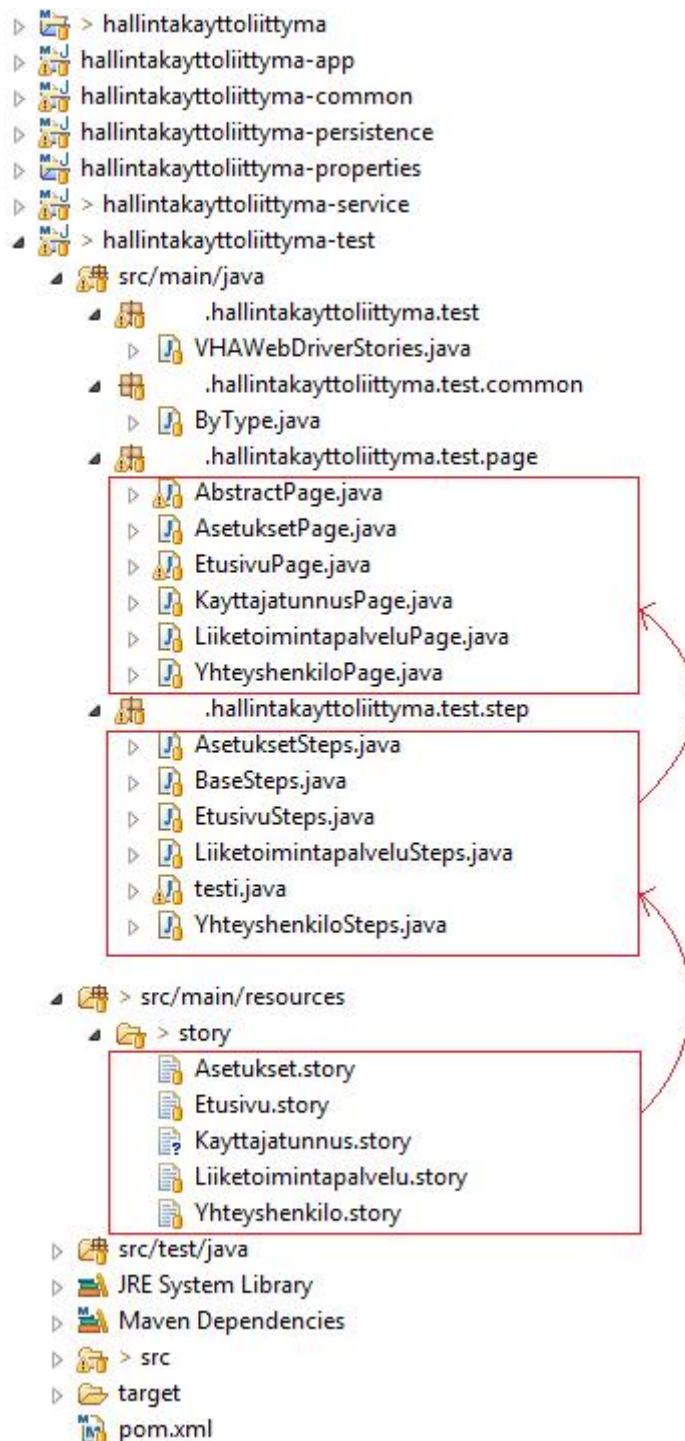 > hallintakayttoliittyma
hallintakayttoliittyma-app
hallintakayttoliittyma-common
hallintakayttoliittyma-persistence
hallintakayttoliittyma-properties
> hallintakayttoliittyma-service
> hallintakayttoliittyma-test
src/main/java
.hallintakayttoliittyma.test
VHAWebDriverStories.java
.hallintakayttoliittyma.test.common
ByType.java
.hallintakayttoliittyma.test.page
AbstractPage.java
AsetuksetPage.java
EtusivuPage.java
KayttajatunnusPage.java
LiiketoimintapalveluPage.java
YhteyshenkiloPage.java
.hallintakayttoliittyma.test.step
AsetuksetSteps.java
BaseSteps.java
EtusivuSteps.java
LiiketoimintapalveluSteps.java
testi.java
YhteyshenkiloSteps.java
> src/main/resources
> story
Asetukset.story
Etusivu.story
Kayttajatunnus.story
Liiketoimintapalvelu.story
Yhteyshenkilo.story
src/test/java
JRE System Library
Maven Dependencies
> src
target
pom.xml